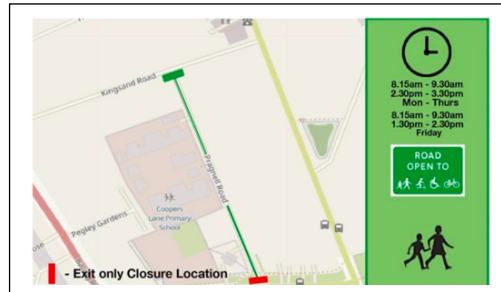 Kingsand Road
Pragnell Road
Coopers
Lane Primary
School
Pegley Gardens
- Exit only Closure Location
8.15am - 9.30am
2.30pm - 3.30pm
Mon - Thurs
8.15am - 9.30am
1.30pm - 2.30pm
Friday
ROAD
OPEN TO